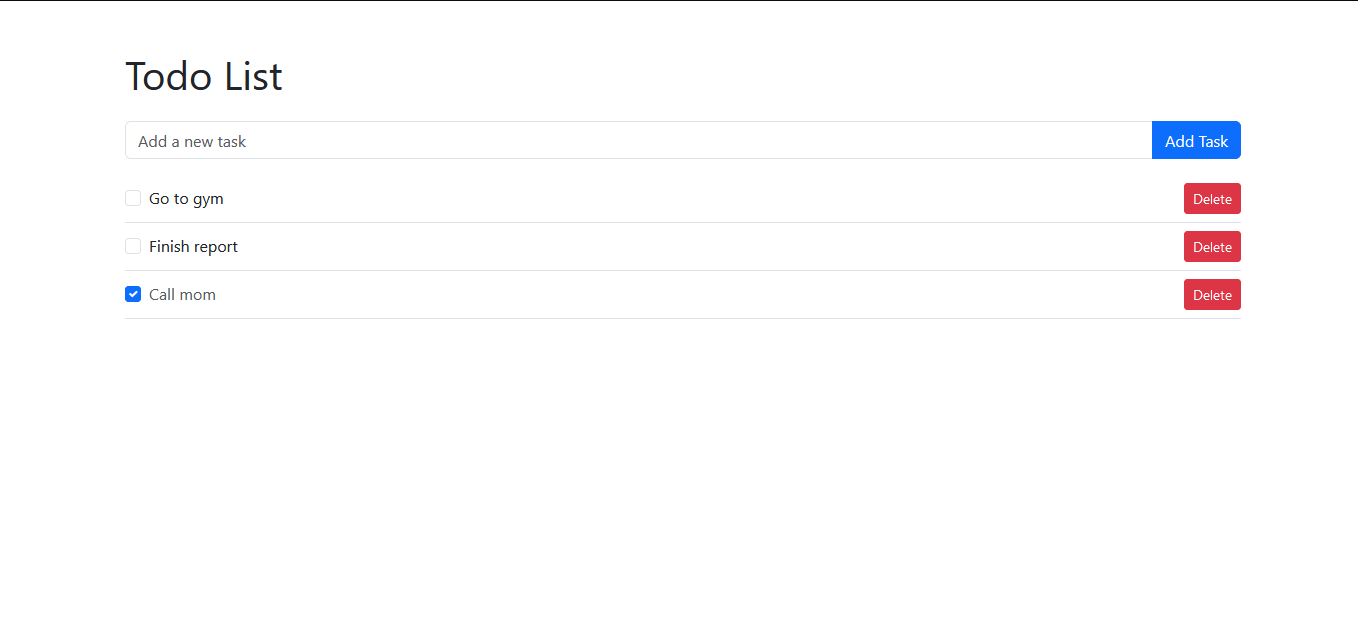 Todo List
Add a new task Add Task
Go to gym Delete
Finish report Delete
Call mom Delete